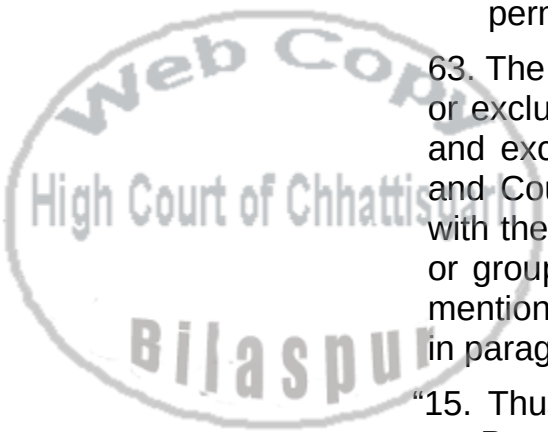 Web Copy
High Court of Chhattisgarh
Bilaspur
63. The
or exclu
and exc
and Cou
with the
or group
mention
in parag
“15. Thu